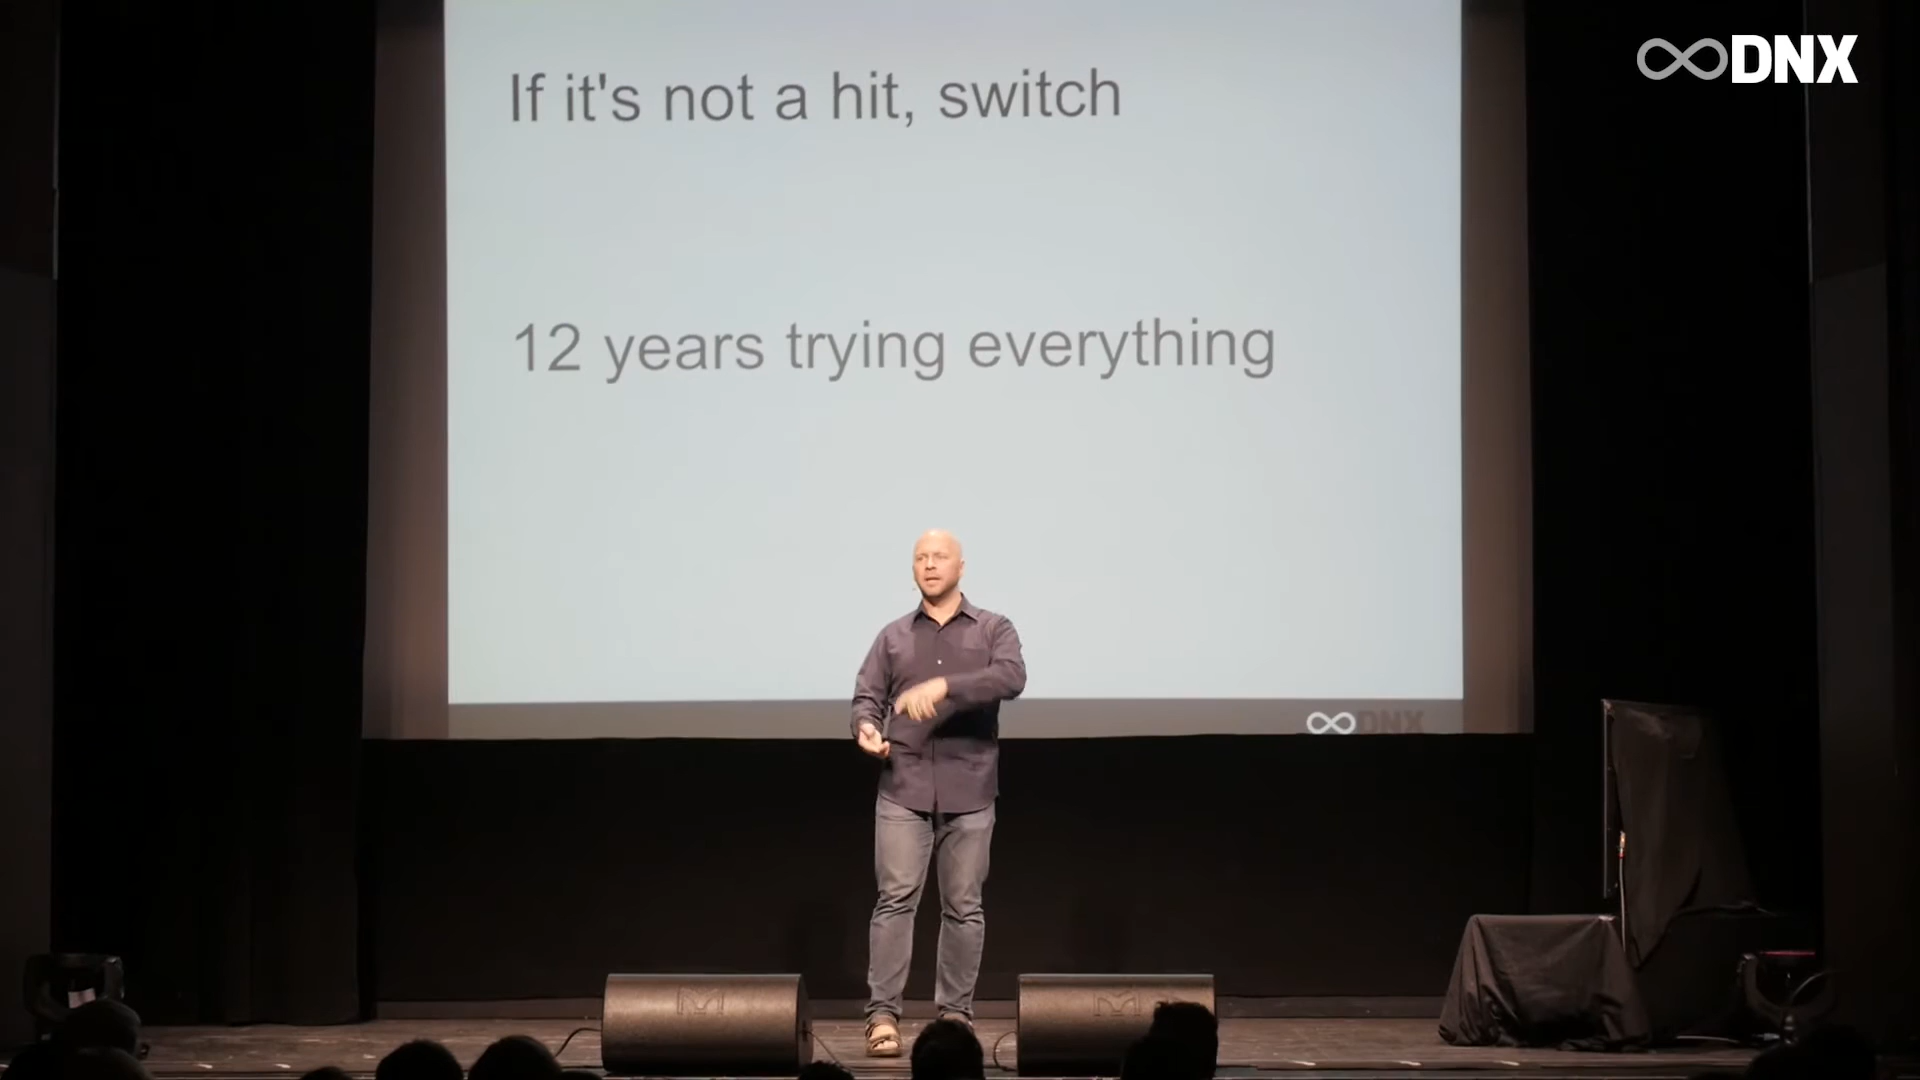 DNX
If it's not a hit, switch
12 years trying everything
DNX